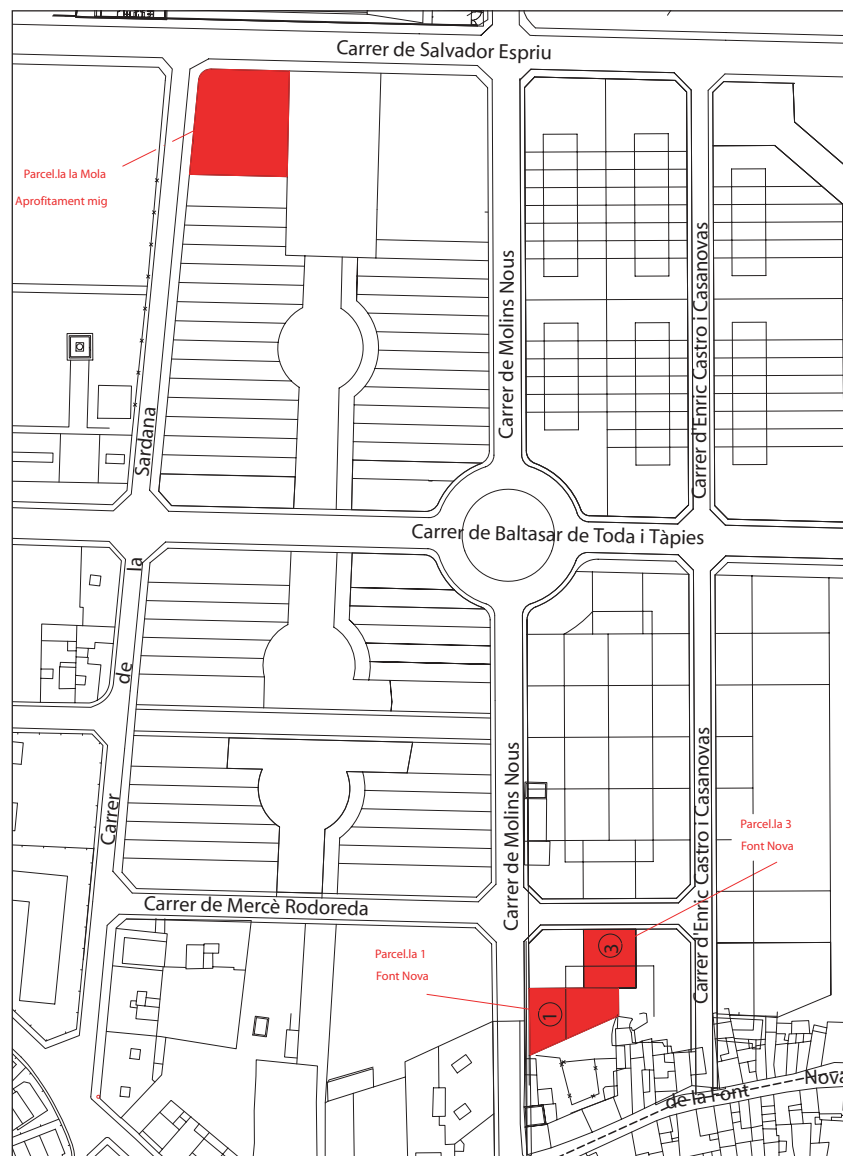 Carrer de Salvador Espriu
Parcel.la la Mola
Aprofitament mig
Carrer de Molins Nous
Carrer d'Enric Castro i Casanovas
Sardana
la
de
Carrer
Carrer de Baltasar de Toda i Tàpies
Carrer de Molins Nous
Carrer d'Enric Castro i Casanovas
Parcel.la 3
Font Nova
Carrer de Mercè Rodoreda
Parcel.la 1
Font Nova
3
1
de la Font
Nova